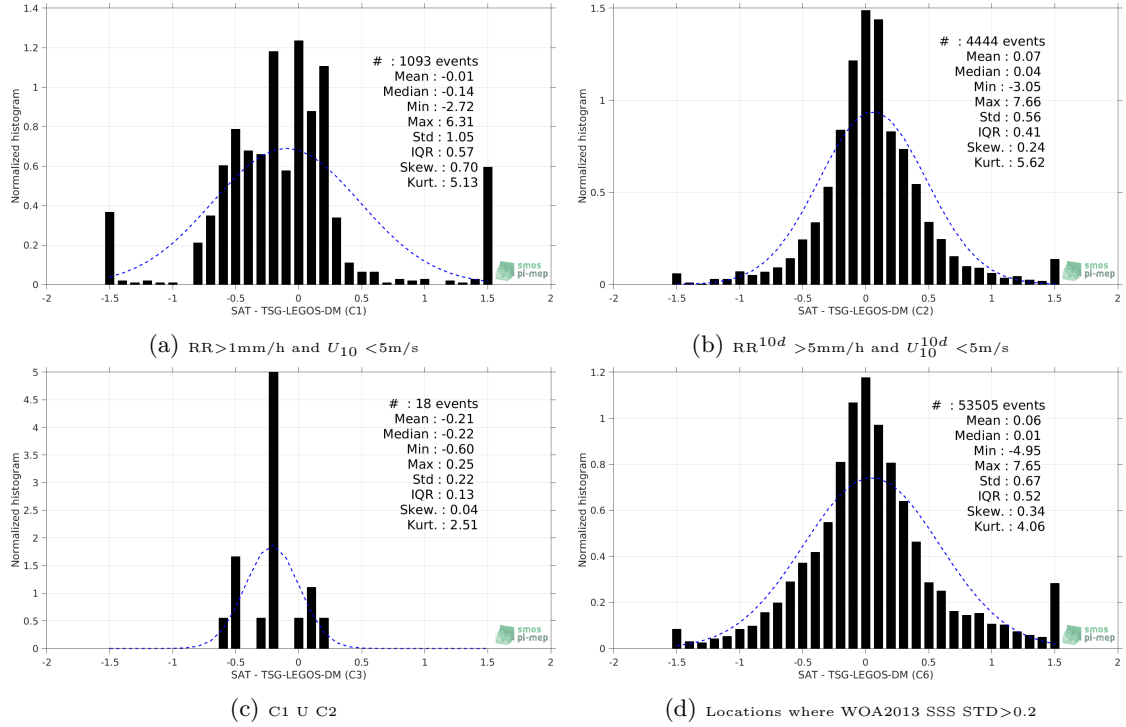 1.4
1.2
1
0.8
0.6
0.4
0.2
0
-2
-1.5
-1
-0.5
0
0.5
1
1.5
2
Normalized histogram
SAT - TSG-LEGOS-DM (C1)
# : 1093 events
Mean : -0.01
Median : -0.14
Min : -2.72
Max : 6.31
Std : 1.05
IQR : 0.57
Skew. : 0.70
Kurt. : 5.13
smos
pi-mep
(a) RR>1mm/h and U10 <5m/s
1.5
1
0.5
0
-2
-1.5
-1
-0.5
0
0.5
1
1.5
2
Normalized histogram
SAT - TSG-LEGOS-DM (C2)
# : 4444 events
Mean : 0.07
Median : 0.04
Min : -3.05
Max : 7.66
Std : 0.56
IQR : 0.41
Skew. : 0.24
Kurt. : 5.62
smos
pi-mep
(b) RR^10d >5mm/h and U10^10d <5m/s
5
4.5
4
3.5
3
2.5
2
1.5
1
0.5
0
-2
-1.5
-1
-0.5
0
0.5
1
1.5
2
Normalized histogram
SAT - TSG-LEGOS-DM (C3)
# : 18 events
Mean : -0.21
Median : -0.22
Min : -0.60
Max : 0.25
Std : 0.22
IQR : 0.13
Skew. : 0.04
Kurt. : 2.51
smos
pi-mep
(c) C1 U C2
1.2
1
0.8
0.6
0.4
0.2
0
-2
-1.5
-1
-0.5
0
0.5
1
1.5
2
Normalized histogram
SAT - TSG-LEGOS-DM (C6)
# : 53505 events
Mean : 0.06
Median : 0.01
Min : -4.95
Max : 7.65
Std : 0.67
IQR : 0.52
Skew. : 0.34
Kurt. : 4.06
smos
pi-mep
(d) Locations where WOA2013 SSS STD>0.2